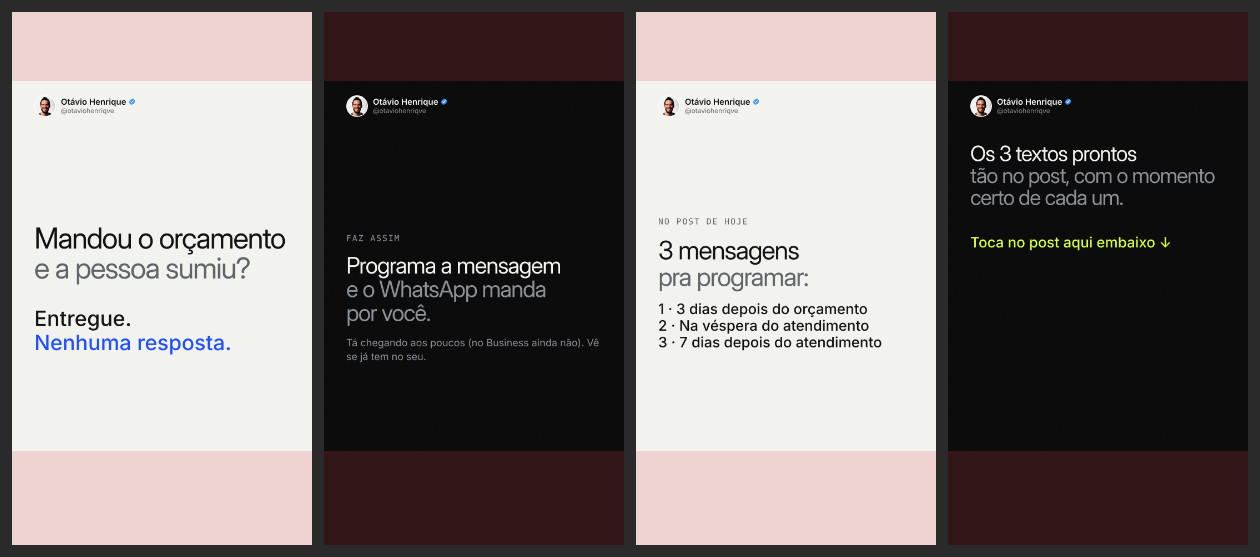 Otávio Henrique
@otaviohenriqve
Mandou o orçamento
e a pessoa sumiu?
Entregue.
Nenhuma resposta.
Otávio Henrique
@otaviohenriqve
FAZ ASSIM
Programa a mensagem
e o WhatsApp manda
por você.
Tá chegando aos poucos (no Business ainda não). Vê
se já tem no seu.
Otávio Henrique
@otaviohenriqve
NO POST DE HOJE
3 mensagens
pra programar:
1 · 3 dias depois do orçamento
2 · Na véspera do atendimento
3 · 7 dias depois do atendimento
Otávio Henrique
@otaviohenriqve
Os 3 textos prontos
tão no post, com o momento
certo de cada um.
Toca no post aqui embaixo ↓